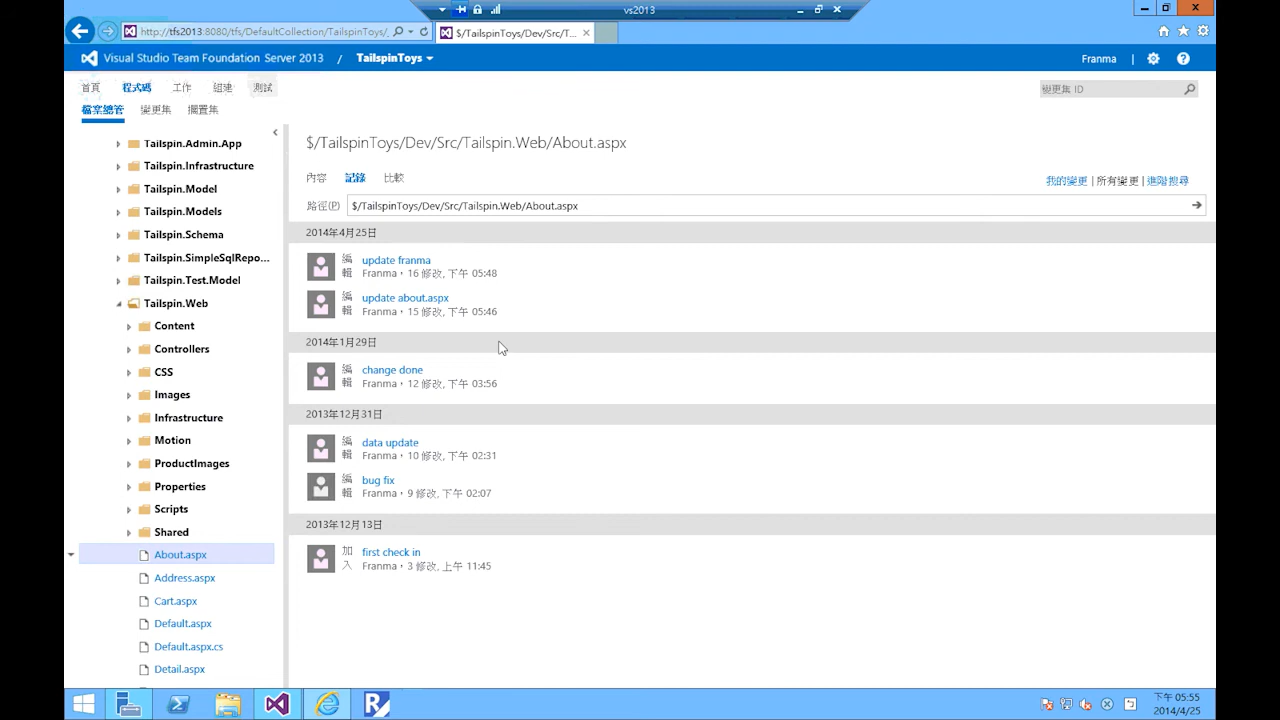 vs2013
http://tfs2013:8080/tfs/DefaultCollection/TailspinToys/_
$/TailspinToys/Dev/Src/T...
Visual Studio Team Foundation Server 2013 / TailspinToys
Franma
首頁 程式碼 工作 組建 測試
變更集 ID
檔案總管 變更集 擱置集
Tailspin.Admin.App
Tailspin.Infrastructure
Tailspin.Model
Tailspin.Models
Tailspin.Schema
Tailspin.SimpleSqlRepo...
Tailspin.Test.Model
Tailspin.Web
Content
Controllers
CSS
Images
Infrastructure
Motion
ProductImages
Properties
Scripts
Shared
About.aspx
Address.aspx
Cart.aspx
Default.aspx
Default.aspx.cs
Detail.aspx
$/TailspinToys/Dev/Src/Tailspin.Web/About.aspx
內容 記錄 比較
我的變更 | 所有變更 | 進階搜尋
路徑(P) $/TailspinToys/Dev/Src/Tailspin.Web/About.aspx
2014年4月25日
編輯 update franma
Franma，16 修改, 下午 05:48
編輯 update about.aspx
Franma，15 修改, 下午 05:46
2014年1月29日
編輯 change done
Franma，12 修改, 下午 03:56
2013年12月31日
編輯 data update
Franma，10 修改, 下午 02:31
編輯 bug fix
Franma，9 修改, 下午 02:07
2013年12月13日
加入 first check in
Franma，3 修改, 上午 11:45
下午 05:55
2014/4/25